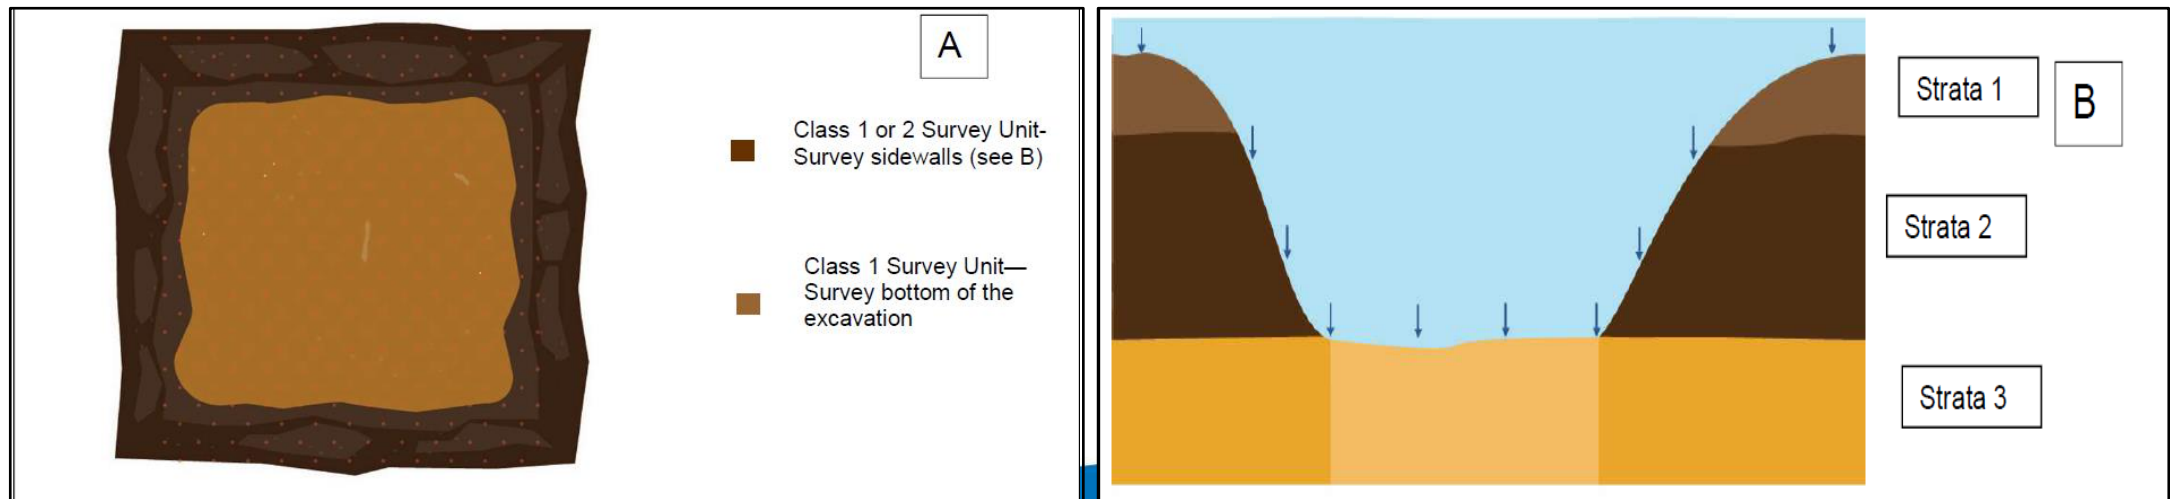 A
Class 1 or 2 Survey Unit-
Survey sidewalls (see B)
Class 1 Survey Unit—
Survey bottom of the
excavation
Strata 1
B
Strata 2
Strata 3